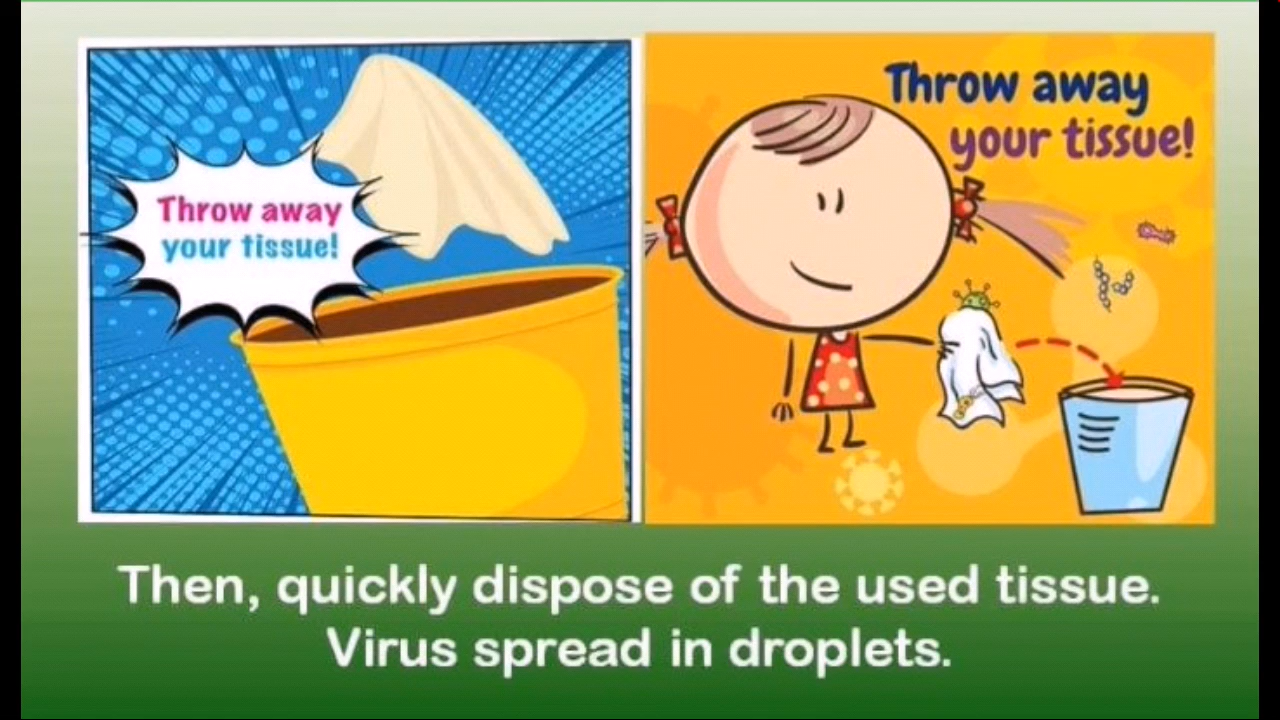 Throw away
your tissue!
Throw away
your tissue!
Then, quickly dispose of the used tissue.
Virus spread in droplets.